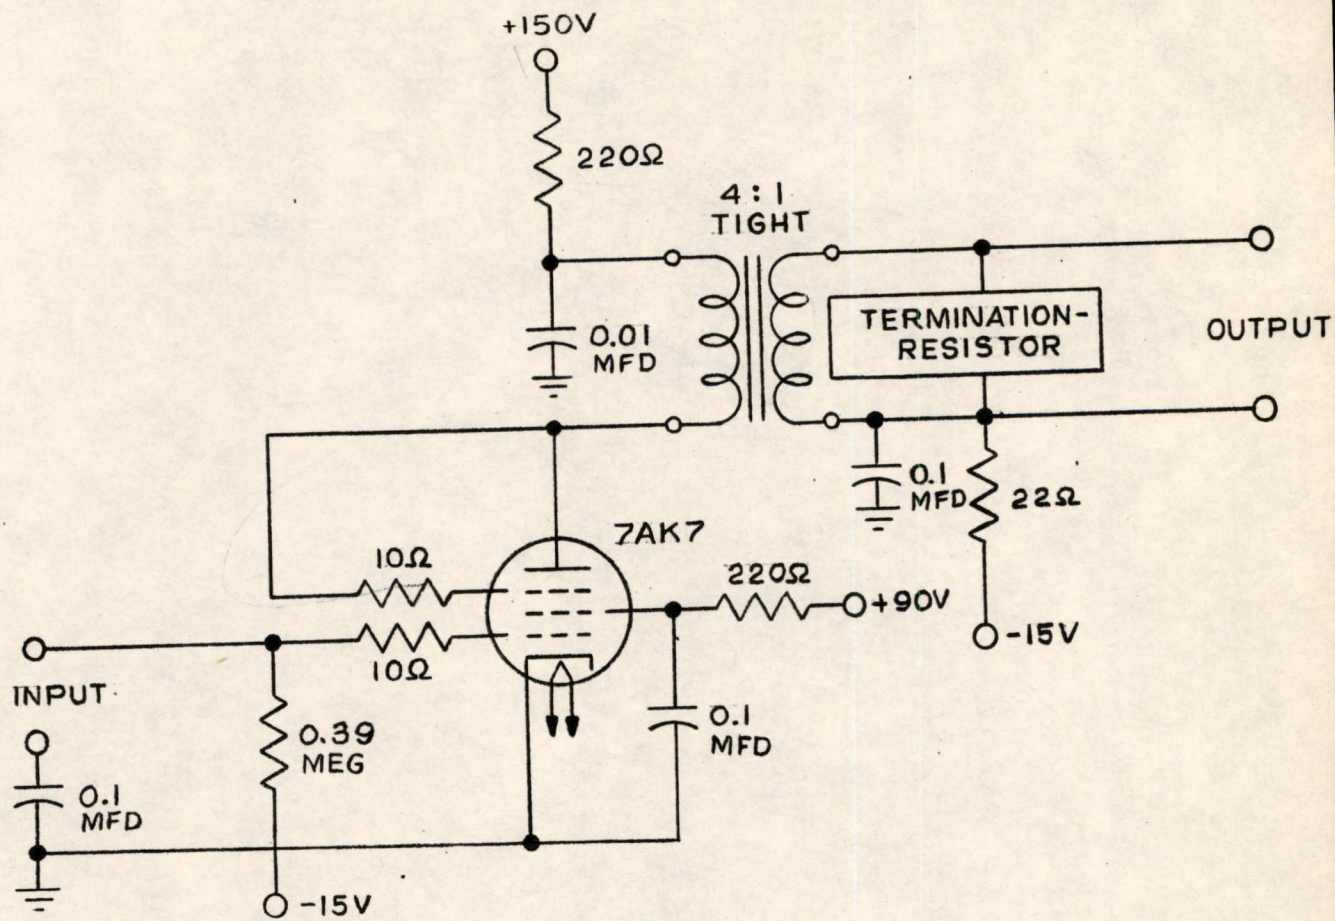 +150V
220Ω
4:1
TIGHT
0.01
MFD
TERMINATION-
RESISTOR
OUTPUT
0.1
MFD
22Ω
7AK7
10Ω
220Ω
+90V
-15V
10Ω
INPUT
0.39
MEG
0.1
MFD
0.1
MFD
-15V